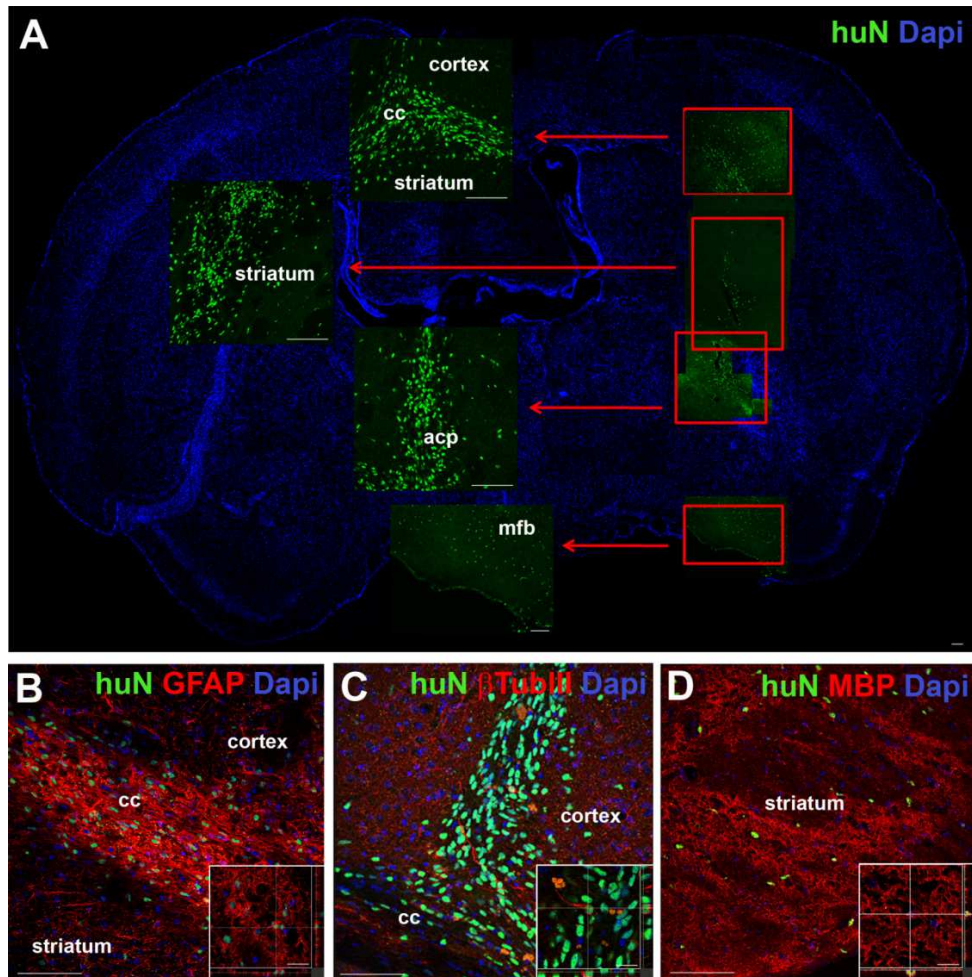 A
huN Dapi
cortex
cc
striatum
striatum
acp
mfb
B
huN GFAP Dapi
cortex
cc
striatum
C
huN βTubIII Dapi
cortex
cc
D
huN MBP Dapi
striatum